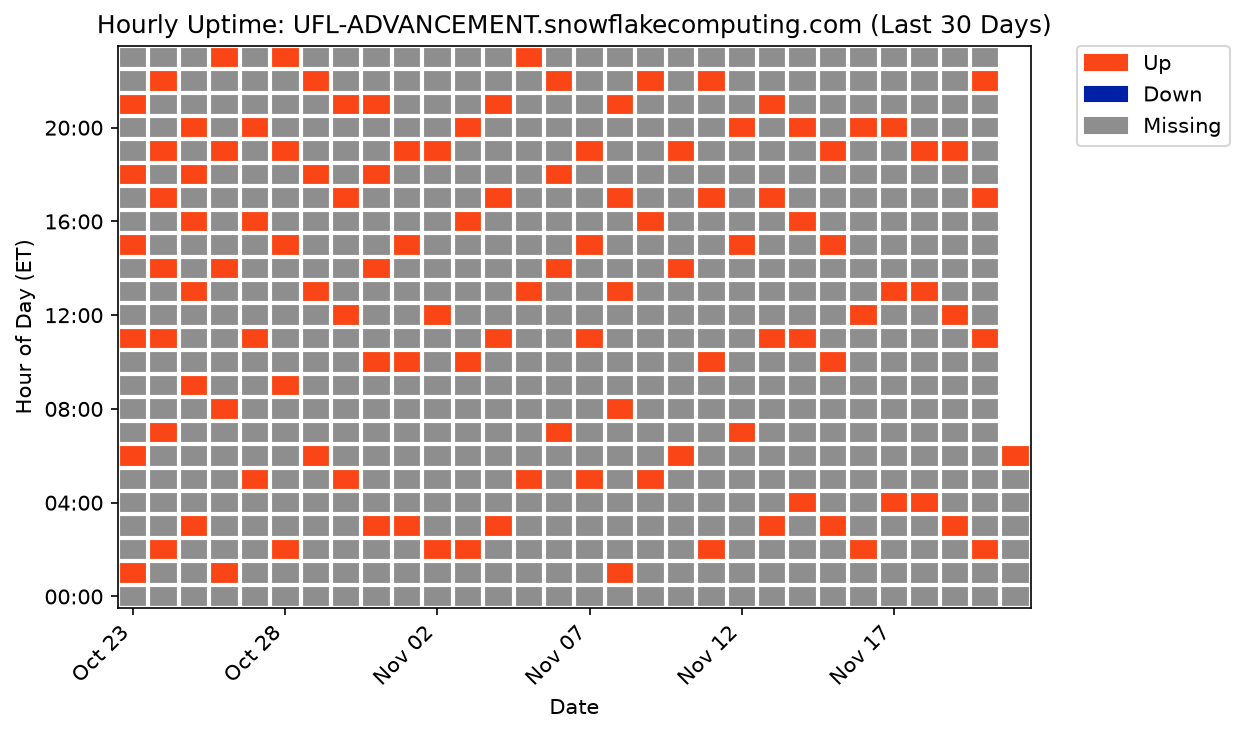 Hourly Uptime: UFL-ADVANCEMENT.snowflakecomputing.com (Last 30 Days)
Up
Down
Missing
Hour of Day (ET)
20:00
16:00
12:00
08:00
04:00
00:00
Oct 23
Oct 28
Nov 02
Nov 07
Nov 12
Nov 17
Date